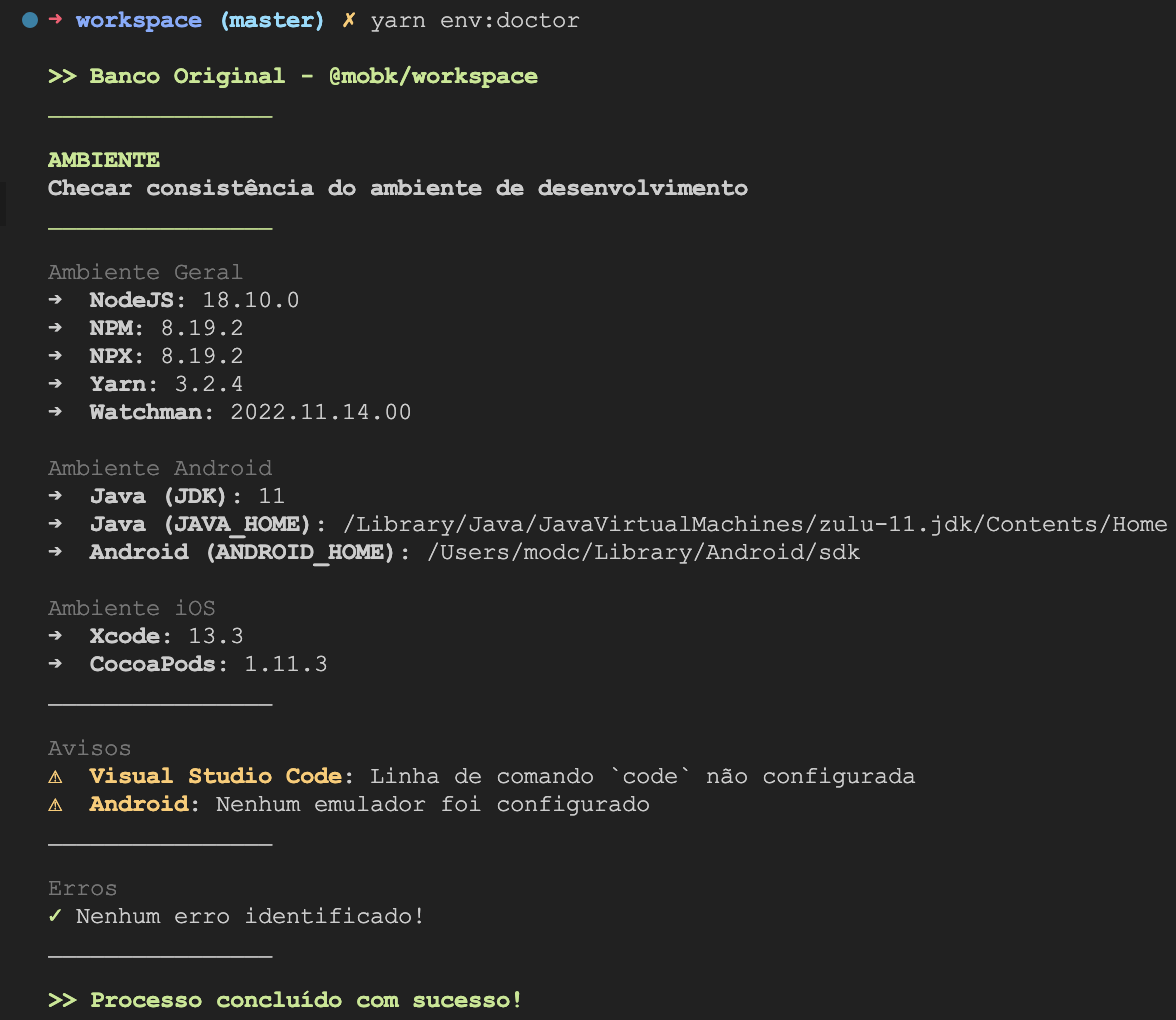 ➜ workspace (master) ✗ yarn env:doctor
>> Banco Original - @mobk/workspace
AMBIENTE
Checar consistência do ambiente de desenvolvimento
Ambiente Geral
➜ NodeJS: 18.10.0
➜ NPM: 8.19.2
➜ NPX: 8.19.2
➜ Yarn: 3.2.4
➜ Watchman: 2022.11.14.00
Ambiente Android
➜ Java (JDK): 11
➜ Java (JAVA_HOME): /Library/Java/JavaVirtualMachines/zulu-11.jdk/Contents/Home
➜ Android (ANDROID_HOME): /Users/modc/Library/Android/sdk
Ambiente iOS
➜ Xcode: 13.3
➜ CocoaPods: 1.11.3
Avisos
⚠ Visual Studio Code: Linha de comando `code` não configurada
⚠ Android: Nenhum emulador foi configurado
Erros
✓ Nenhum erro identificado!
>> Processo concluído com sucesso!